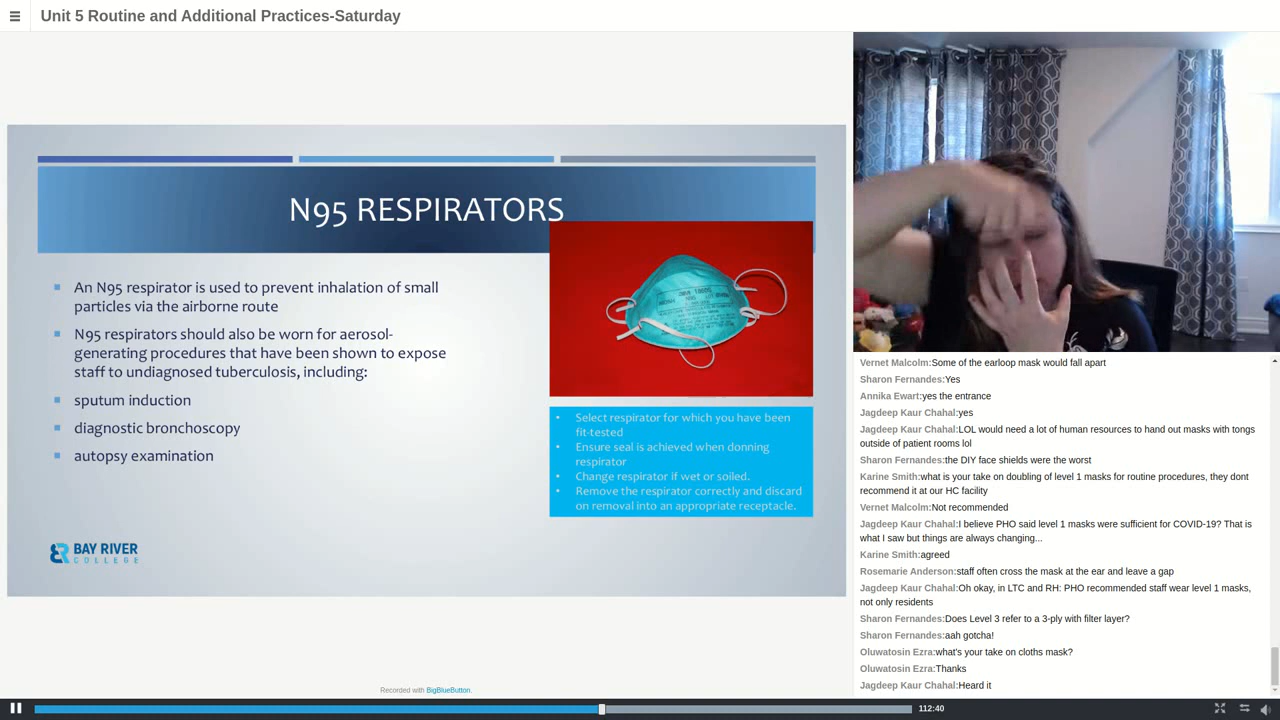 Unit 5 Routine and Additional Practices-Saturday
N95 RESPIRATORS
An N95 respirator is used to prevent inhalation of small
particles via the airborne route
N95 respirators should also be worn for aerosol-
generating procedures that have been shown to expose
staff to undiagnosed tuberculosis, including:
sputum induction
diagnostic bronchoscopy
autopsy examination
• Select respirator for which you have been
fit-tested
• Ensure seal is achieved when donning
respirator
• Change respirator if wet or soiled.
• Remove the respirator correctly and discard
on removal into an appropriate receptacle.
BAY RIVER
COLLEGE
Recorded with BigBlueButton.
Vernet Malcolm:Some of the earloop mask would fall apart
Sharon Fernandes:Yes
Annika Ewart:yes the entrance
Jagdeep Kaur Chahal:yes
Jagdeep Kaur Chahal:LOL would need a lot of human resources to hand out masks with tongs
outside of patient rooms lol
Sharon Fernandes:the DIY face shields were the worst
Karine Smith:what is your take on doubling of level 1 masks for routine procedures, they dont
recommend it at our HC facility
Vernet Malcolm:Not recommended
Jagdeep Kaur Chahal:I believe PHO said level 1 masks were sufficient for COVID-19? That is
what I saw but things are always changing...
Karine Smith:agreed
Rosemarie Anderson:staff often cross the mask at the ear and leave a gap
Jagdeep Kaur Chahal:Oh okay, in LTC and RH: PHO recommended staff wear level 1 masks,
not only residents
Sharon Fernandes:Does Level 3 refer to a 3-ply with filter layer?
Sharon Fernandes:aah gotcha!
Oluwatosin Ezra:what's your take on cloths mask?
Oluwatosin Ezra:Thanks
Jagdeep Kaur Chahal:Heard it
112:40